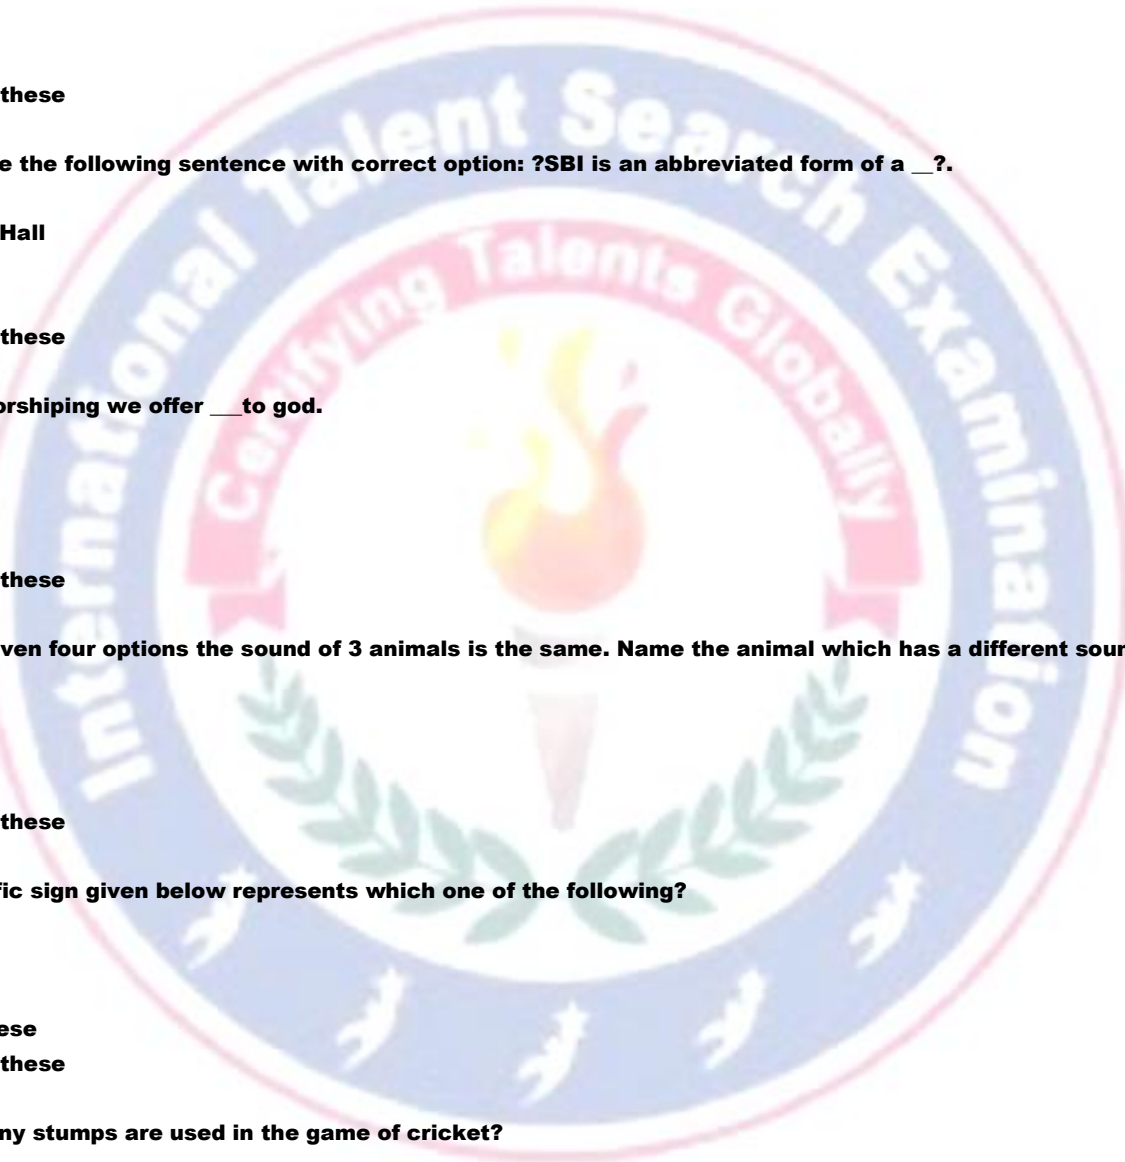 International Talent Search Examination
Certifying Talents Globally
these
e the following sentence with correct option: ?SBI is an abbreviated form of a __?.
Hall
these
orshiping we offer ___to god.
these
ven four options the sound of 3 animals is the same. Name the animal which has a different soun
these
fic sign given below represents which one of the following?
ese
these
ny stumps are used in the game of cricket?